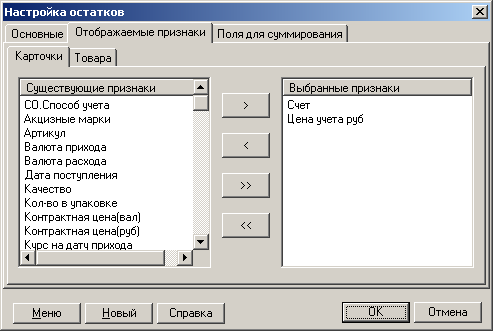 Настройка остатков
Основные Отображаемые признаки Поля для суммирования
Карточки Товара
Существующие признаки
СО.Способ учета
Акцизные марки
Артикул
Валюта прихода
Валюта расхода
Дата поступления
Качество
Кол-во в упаковке
Контрактная цена(вал)
Контрактная цена(руб)
Курс на дату прихода
>
<
>>
<<
Выбранные признаки
Счет
Цена учета руб
Меню Новый Справка OK Отмена